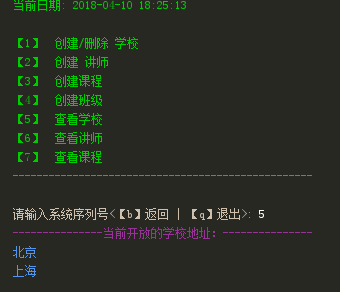 当前日期: 2018-04-10 18:25:13
【1】 创建/删除 学校
【2】 创建 讲师
【3】 创建课程
【4】 创建班级
【5】 查看学校
【6】 查看讲师
【7】 查看课程
--------------------------------------------------
请输入系统序列号<【b】返回 | 【q】退出>: 5
---------------当前开放的学校地址: ---------------
北京
上海